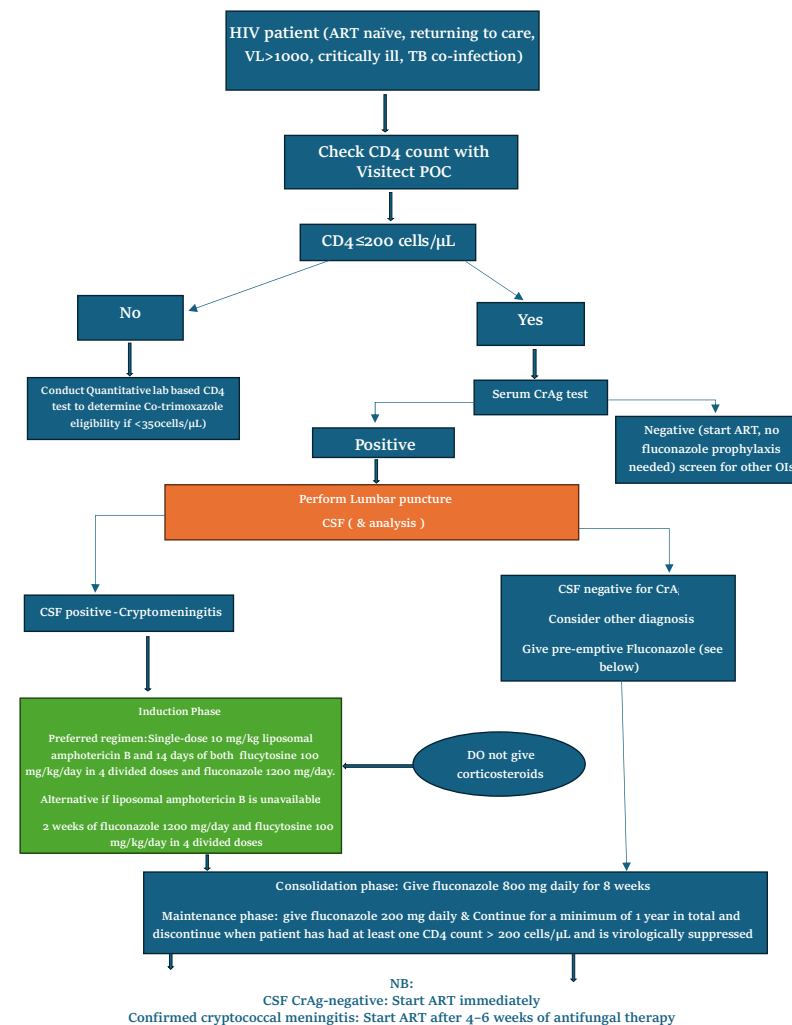 HIV patient (ART naïve, returning to care,
VL>1000, critically ill, TB co-infection)
Check CD4 count with
Visitect POC
CD4≤200 cells/µL
No
Yes
Conduct Quantitative lab based CD4
test to determine Co-trimoxazole
eligibility if <350cells/µL)
Serum CrAg test
Positive
Negative (start ART, no
fluconazole prophylaxis
needed) screen for other OIs
Perform Lumbar puncture
CSF ( & analysis )
CSF positive -Cryptomeningitis
CSF negative for CrA
Consider other diagnosis
Give pre-emptive Fluconazole (see
below)
Induction Phase
Preferred regimen:Single-dose 10 mg/kg liposomal
amphotericin B and 14 days of both flucytosine 100
mg/kg/day in 4 divided doses and fluconazole 1200 mg/day.
Alternative if liposomal amphotericin B is unavailable
2 weeks of fluconazole 1200 mg/day and flucytosine 100
mg/kg/day in 4 divided doses
DO not give
corticosteroids
Consolidation phase: Give fluconazole 800 mg daily for 8 weeks
Maintenance phase: give fluconazole 200 mg daily & Continue for a minimum of 1 year in total and
discontinue when patient has had at least one CD4 count > 200 cells/µL and is virologically suppressed
NB:
CSF CrAg-negative: Start ART immediately
Confirmed cryptococcal meningitis: Start ART after 4–6 weeks of antifungal therapy